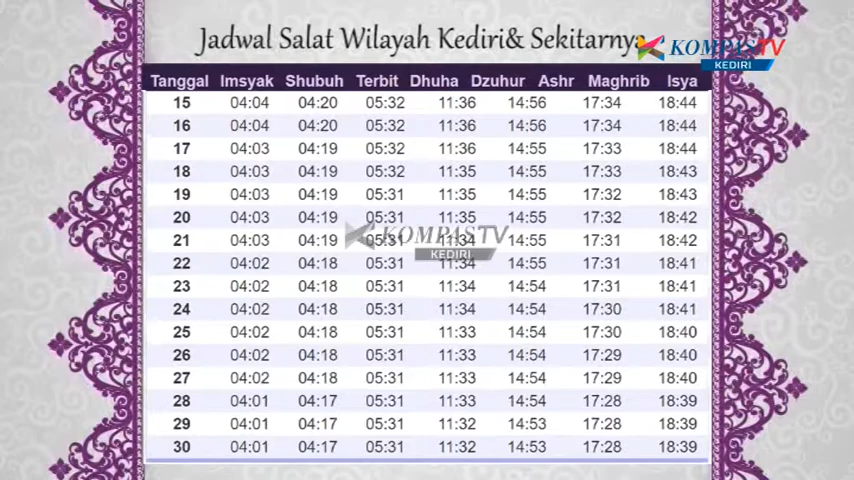 Jadwal Salat Wilayah Kediri& Sekitarnya
KOMPASTV
KEDIRI
Tanggal Imsyak Shubuh Terbit Dhuha Dzuhur Ashr Maghrib Isya
15 04:04 04:20 05:32 11:36 14:56 17:34 18:44
16 04:04 04:20 05:32 11:36 14:56 17:34 18:44
17 04:03 04:19 05:32 11:36 14:55 17:33 18:44
18 04:03 04:19 05:32 11:35 14:55 17:33 18:43
19 04:03 04:19 05:31 11:35 14:55 17:32 18:43
20 04:03 04:19 05:31 11:35 14:55 17:32 18:42
21 04:03 04:19 05:31 11:34 14:55 17:31 18:42
KOMPASTV
KEDIRI
22 04:02 04:18 05:31 11:34 14:55 17:31 18:41
23 04:02 04:18 05:31 11:34 14:54 17:31 18:41
24 04:02 04:18 05:31 11:34 14:54 17:30 18:41
25 04:02 04:18 05:31 11:33 14:54 17:30 18:40
26 04:02 04:18 05:31 11:33 14:54 17:29 18:40
27 04:02 04:18 05:31 11:33 14:54 17:29 18:40
28 04:01 04:17 05:31 11:33 14:54 17:28 18:39
29 04:01 04:17 05:31 11:32 14:53 17:28 18:39
30 04:01 04:17 05:31 11:32 14:53 17:28 18:39